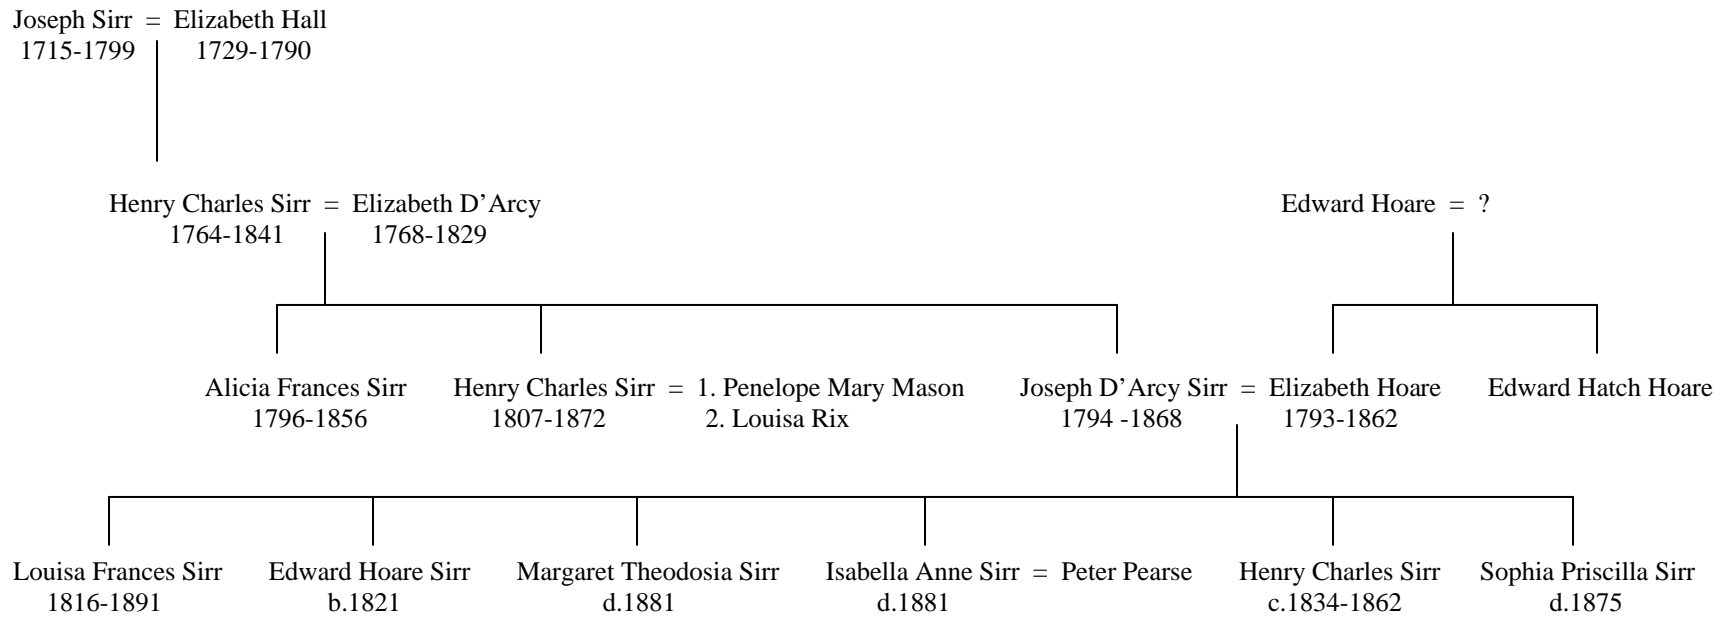 Joseph Sirr = Elizabeth Hall
1715-1799 1729-1790
Henry Charles Sirr = Elizabeth D’Arcy Edward Hoare = ?
1764-1841 1768-1829
Alicia Frances Sirr Henry Charles Sirr = 1. Penelope Mary Mason Joseph D’Arcy Sirr = Elizabeth Hoare Edward Hatch Hoare
1796-1856 1807-1872 2. Louisa Rix 1794 -1868 1793-1862
Louisa Frances Sirr Edward Hoare Sirr Margaret Theodosia Sirr Isabella Anne Sirr = Peter Pearse Henry Charles Sirr Sophia Priscilla Sirr
1816-1891 b.1821 d.1881 d.1881 c.1834-1862 d.1875